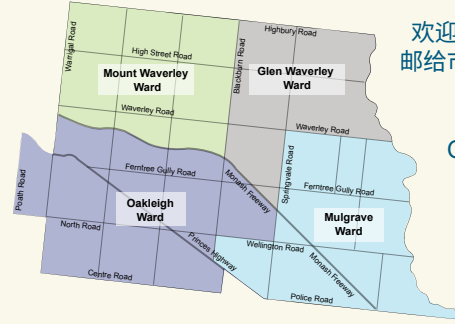 欢迎
邮给市
Highbury Road
Warrigal Road
High Street Road
Blackburn Road
Mount Waverley
Ward
Glen Waverley
Ward
Waverley Road
Waverley Road
Springvale Road
Ferntree Gully Road
Monash Freeway
Ferntree Gully Road
Poath Road
Oakleigh
Ward
Mulgrave
Ward
North Road
Princes Highway
Wellington Road
Monash Freeway
Centre Road
Police Road